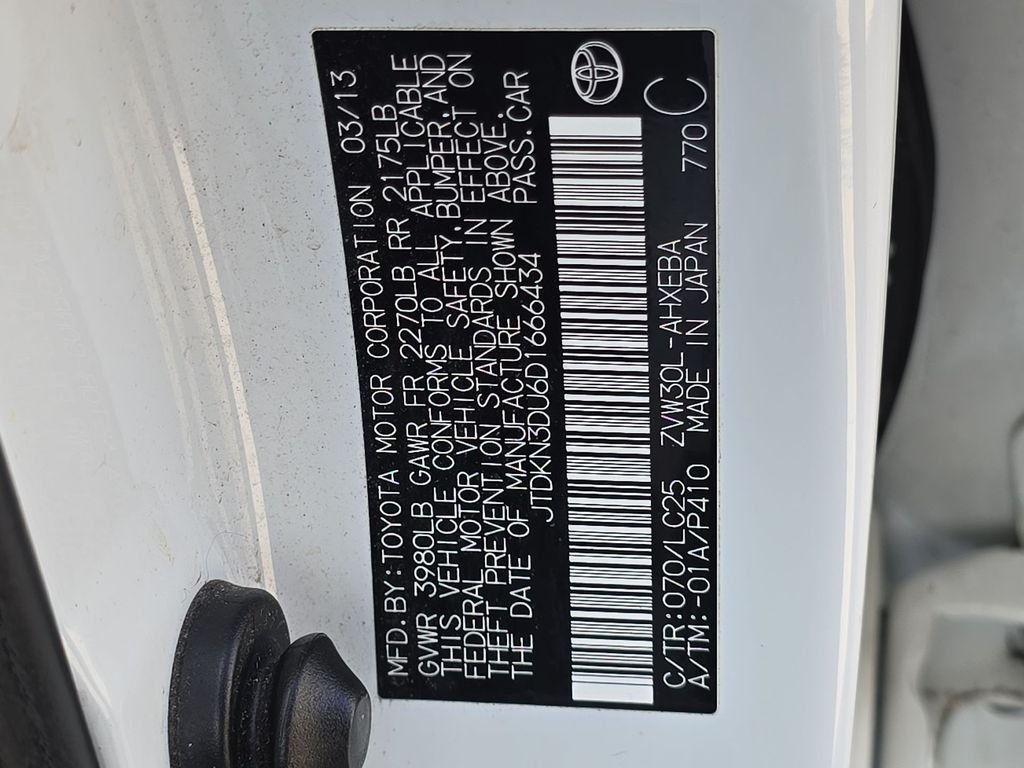 MFD.BY:TOYOTA MOTOR CORPORATION 03/13
GVWR 3980LB GAWR FR 2270LB RR 2175LB
THIS VEHICLE CONFORMS TO ALL APPLICABLE
FEDERAL MOTOR VEHICLE SAFETY,BUMPER,AND
THEFT PREVENTION STANDARDS IN EFFECT ON
THE DATE OF MANUFACTURE SHOWN ABOVE.
JTDKN3DU6D1666434 PASS.CAR
C/TR:070/LC25 ZVW30L-AHXEBA C
A/TM:-01A/P410 MADE IN JAPAN 770